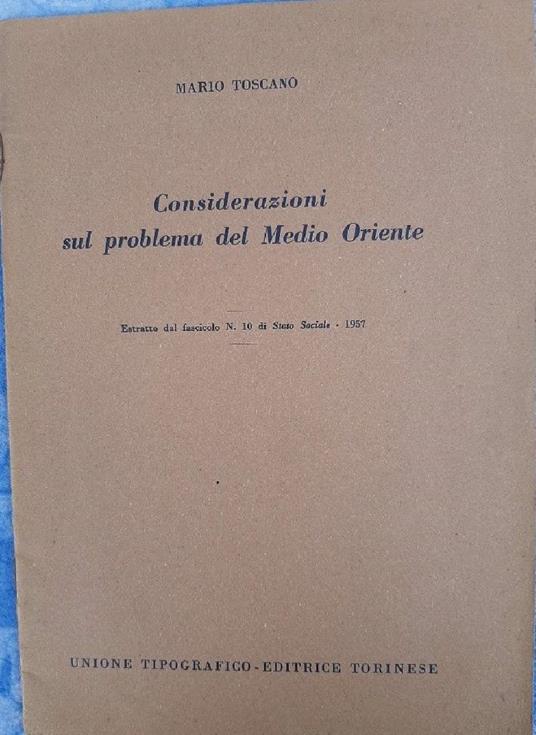 MARIO TOSCANO
Considerazioni
sul problema del Medio Oriente
Estratto dal fascicolo N. 10 di Stato Sociale - 1957
UNIONE TIPOGRAFICO-EDITRICE TORINESE